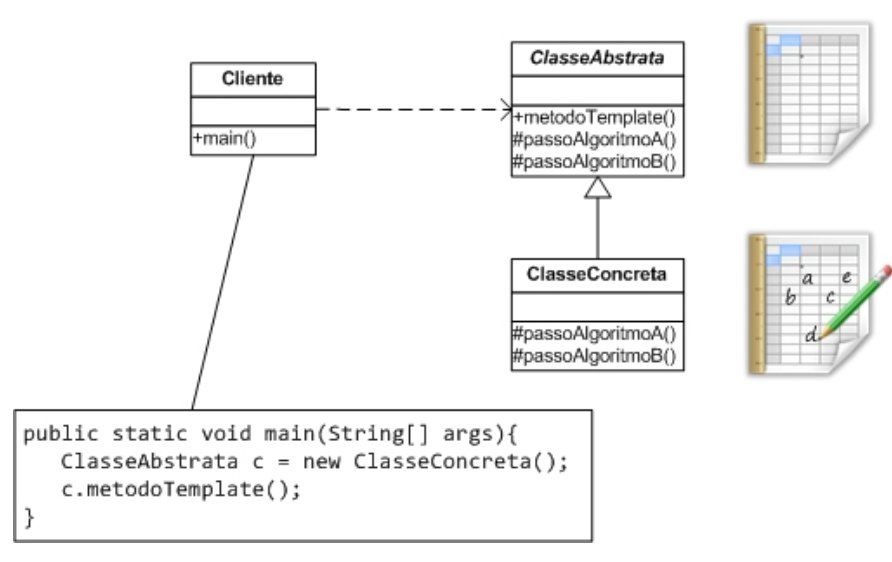 Cliente
+main()
ClasseAbstrata
+metodoTemplate()
#passoAlgoritmoA()
#passoAlgoritmoB()
ClasseConcreta
#passoAlgoritmoA()
#passoAlgoritmoB()
a e
b c
d
public static void main(String[] args){
ClasseAbstrata c = new ClasseConcreta();
c.metodoTemplate();
}